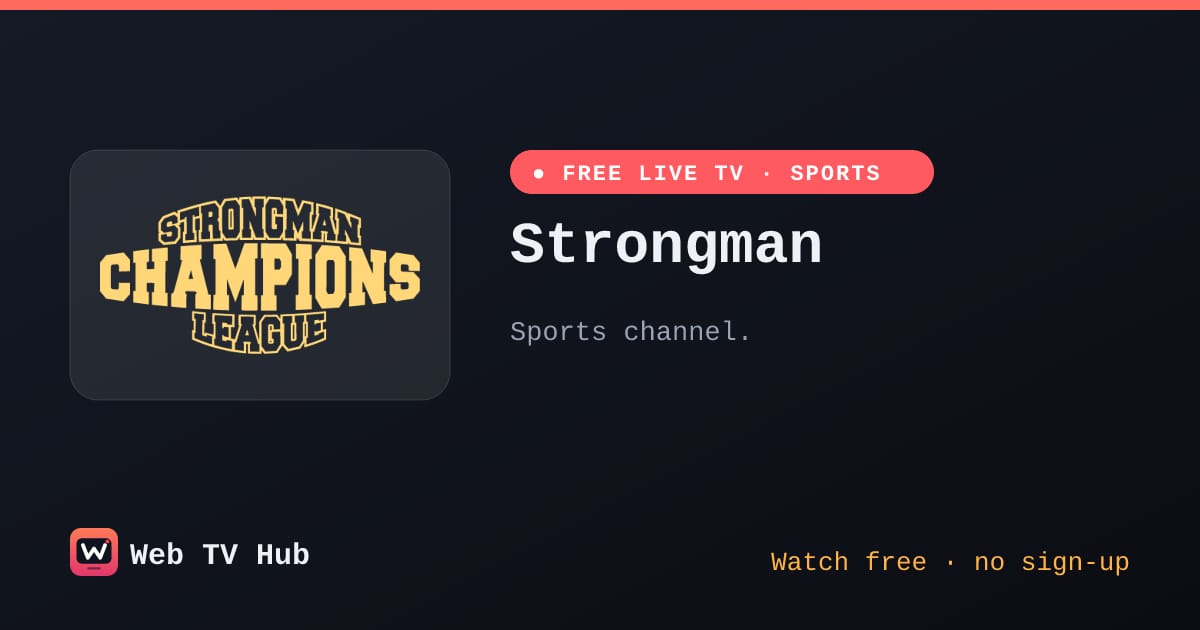 STRONGMAN
CHAMPIONS
LEAGUE
• FREE LIVE TV · SPORTS
Strongman
Sports channel.
W
Web TV Hub
Watch free · no sign-up